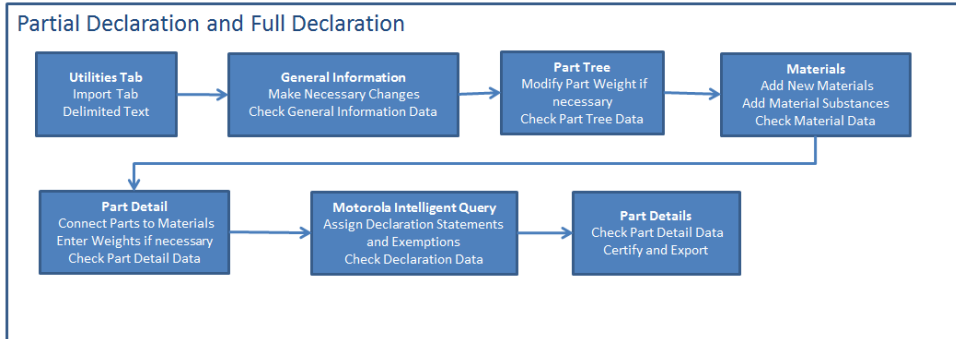 Partial Declaration and Full Declaration
Utilities Tab
Import Tab
Delimited Text
General Information
Make Necessary Changes
Check General Information Data
Part Tree
Modify Part Weight if
necessary
Check Part Tree Data
Materials
Add New Materials
Add Material Substances
Check Material Data
Part Detail
Connect Parts to Materials
Enter Weights if necessary
Check Part Detail Data
Motorola Intelligent Query
Assign Declaration Statements
and Exemptions
Check Declaration Data
Part Details
Check Part Detail Data
Certify and Export